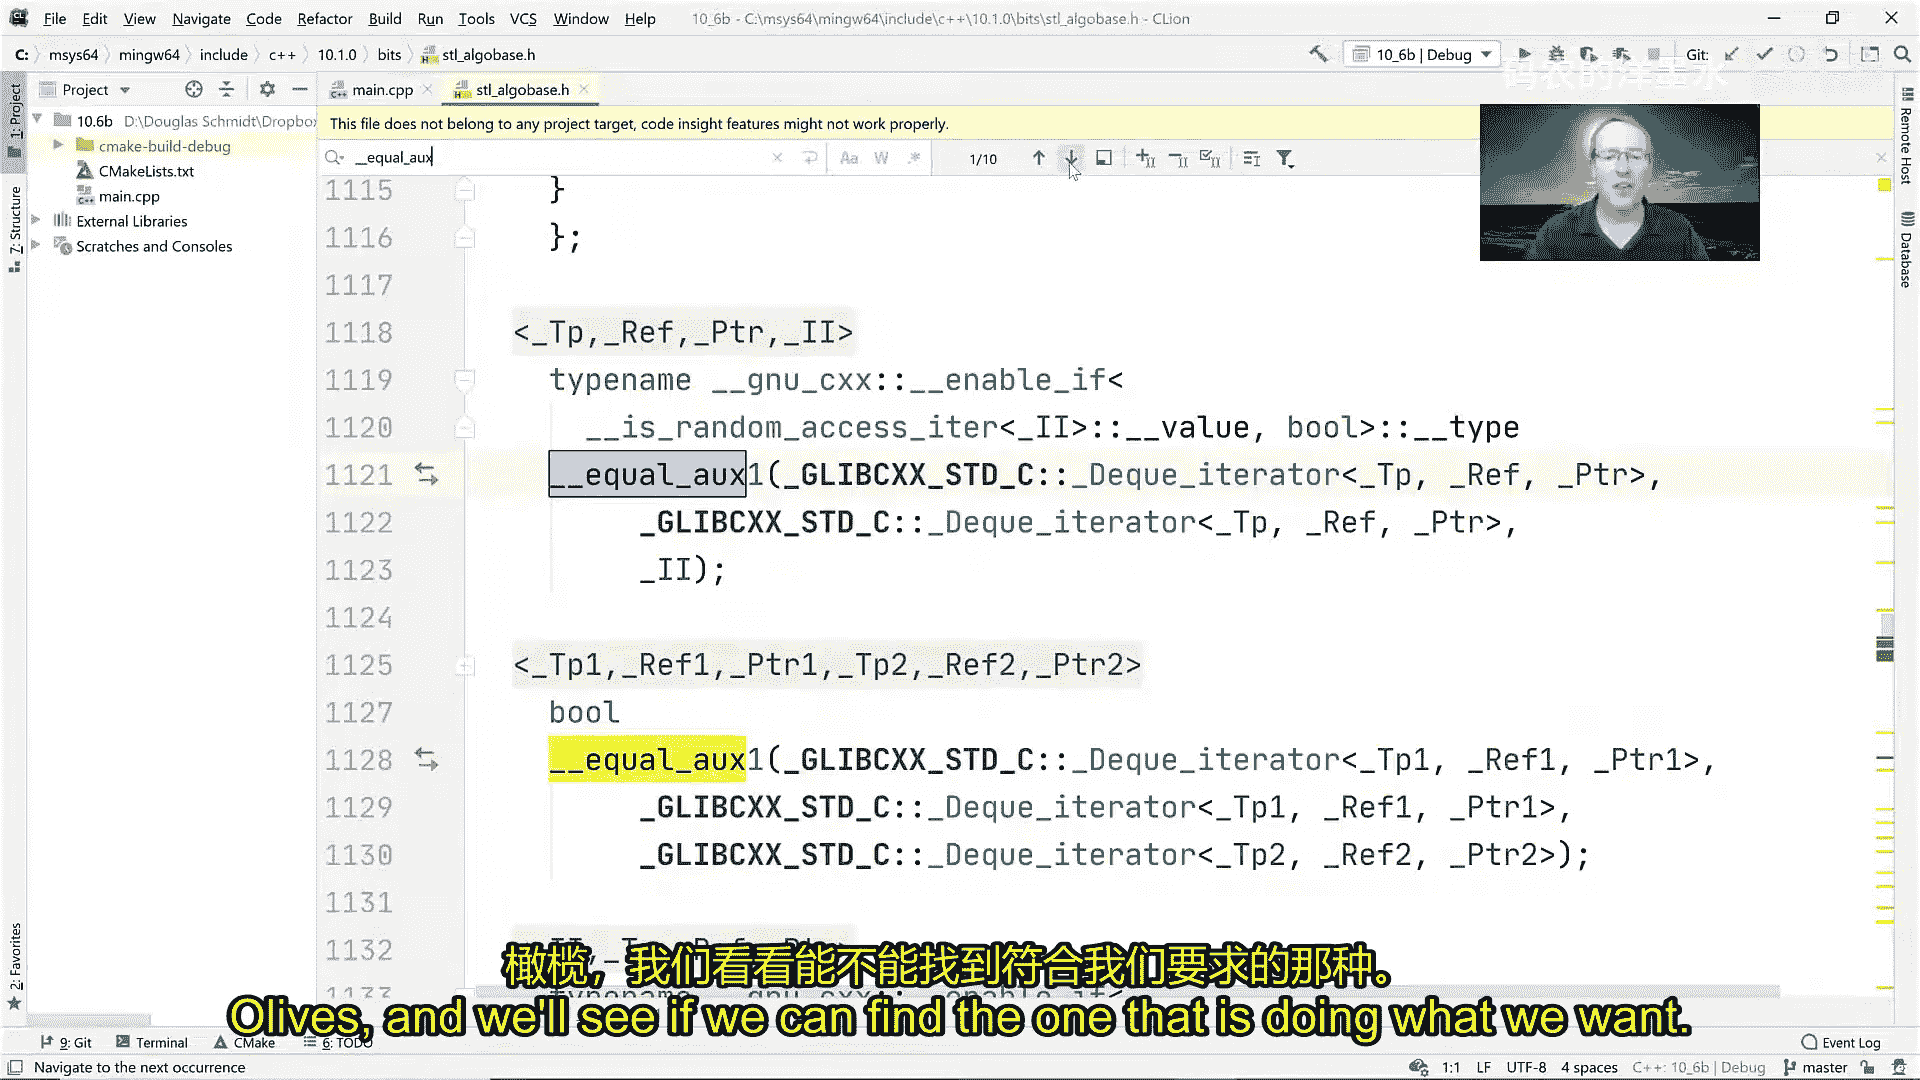 File Edit View Navigate Code Refactor Build Run Tools VCS Window Help 10_6b - C:\msys64\mingw64\include\c++\10.1.0\bits\stl_algobase.h - CLion
C: msys64 mingw64 include c++ 10.1.0 bits stl_algobase.h 10_6b | Debug Git:
码农的洋墨水
Project main.cpp stl_algobase.h
10.6b D:\Douglas Schmidt\Dropbox
cmake-build-debug
CMakeLists.txt
main.cpp
External Libraries
Scratches and Consoles
1: Project
7: Structure
2: Favorites
Remote Host
Database
This file does not belong to any project target, code insight features might not work properly.
__equal_aux Aa W .* 1/10
1115 }
1116 };
1117
1118 <_Tp,_Ref,_Ptr,_II>
1119 typename __gnu_cxx::__enable_if<
1120 __is_random_access_iter<_II>::__value, bool>::__type
1121 __equal_aux1(_GLIBCXX_STD_C::_Deque_iterator<_Tp, _Ref, _Ptr>,
1122 _GLIBCXX_STD_C::_Deque_iterator<_Tp, _Ref, _Ptr>,
1123 _II);
1124
1125 <_Tp1,_Ref1,_Ptr1,_Tp2,_Ref2,_Ptr2>
1127 bool
1128 __equal_aux1(_GLIBCXX_STD_C::_Deque_iterator<_Tp1, _Ref1, _Ptr1>,
1129 _GLIBCXX_STD_C::_Deque_iterator<_Tp1, _Ref1, _Ptr1>,
1130 _GLIBCXX_STD_C::_Deque_iterator<_Tp2, _Ref2, _Ptr2>);
1131
1132
1133
橄榄，我们看看能不能找到符合我们要求的那种。
Olives, and we'll see if we can find the one that is doing what we want.
9: Git Terminal CMake 6: TODO Event Log
Navigate to the next occurrence 1:1 LF UTF-8 4 spaces C++: 10_6b | Debug master